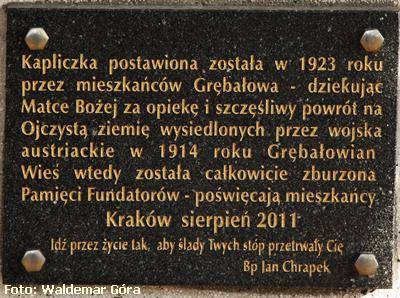 Kapliczka postawiona została w 1923 roku
przez mieszkańców Grębałowa - dziekując
Matce Bożej za opiekę i szczęśliwy powrót na
Ojczystą ziemię wysiedlonych przez wojska
austriackie w 1914 roku Grębałowian
Wieś wtedy została całkowicie zburzona
Pamięci Fundatorów - poświęcają mieszkańcy
Kraków sierpień 2011
Idź przez życie tak, aby ślady Twych stóp przetrwały Cię
Bp Jan Chrapek
Foto: Waldemar Góra